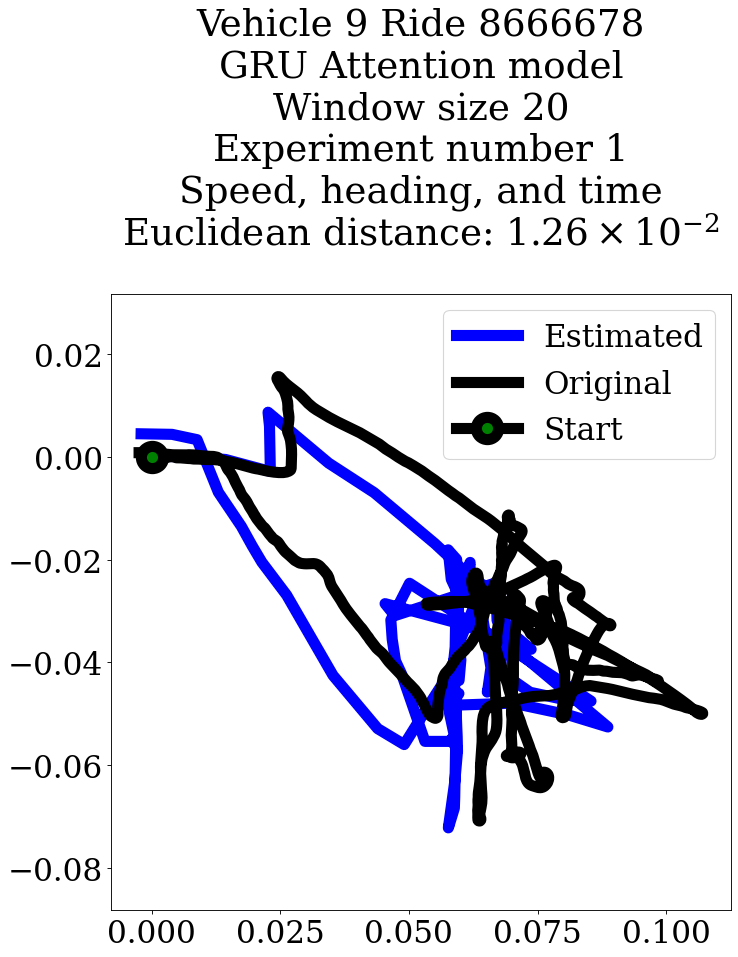 Vehicle 9 Ride 8666678
GRU Attention model
Window size 20
Experiment number 1
Speed, heading, and time
Euclidean distance: 1.26 × 10⁻²
Estimated
Original
Start
0.02
0.00
−0.02
−0.04
−0.06
−0.08
0.000 0.025 0.050 0.075 0.100